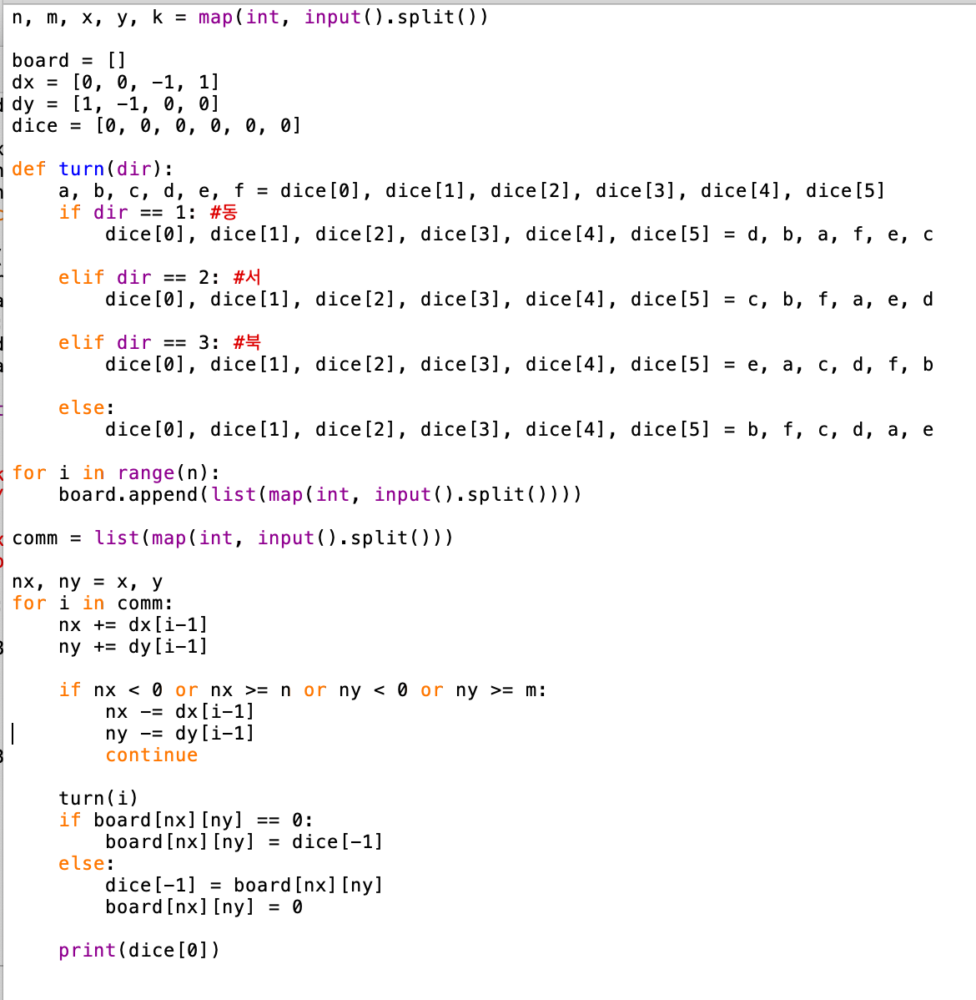 n, m, x, y, k = map(int, input().split())

board = []
dx = [0, 0, -1, 1]
dy = [1, -1, 0, 0]
dice = [0, 0, 0, 0, 0, 0]

def turn(dir):
    a, b, c, d, e, f = dice[0], dice[1], dice[2], dice[3], dice[4], dice[5]
    if dir == 1: #동
        dice[0], dice[1], dice[2], dice[3], dice[4], dice[5] = d, b, a, f, e, c

    elif dir == 2: #서
        dice[0], dice[1], dice[2], dice[3], dice[4], dice[5] = c, b, f, a, e, d

    elif dir == 3: #북
        dice[0], dice[1], dice[2], dice[3], dice[4], dice[5] = e, a, c, d, f, b

    else:
        dice[0], dice[1], dice[2], dice[3], dice[4], dice[5] = b, f, c, d, a, e

for i in range(n):
    board.append(list(map(int, input().split())))

comm = list(map(int, input().split()))

nx, ny = x, y
for i in comm:
    nx += dx[i-1]
    ny += dy[i-1]

    if nx < 0 or nx >= n or ny < 0 or ny >= m:
        nx -= dx[i-1]
        ny -= dy[i-1]
        continue

    turn(i)
    if board[nx][ny] == 0:
        board[nx][ny] = dice[-1]
    else:
        dice[-1] = board[nx][ny]
        board[nx][ny] = 0

    print(dice[0])